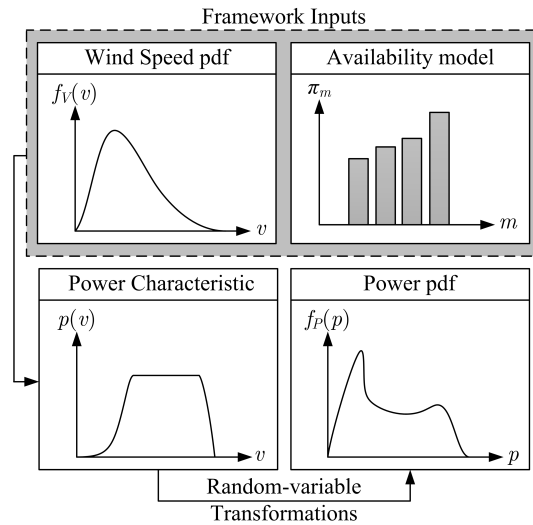 Framework Inputs
Wind Speed pdf
Availability model
f_V(v)
π_m
v
m
Power Characteristic
Power pdf
p(v)
f_P(p)
v
p
Random-variable
Transformations